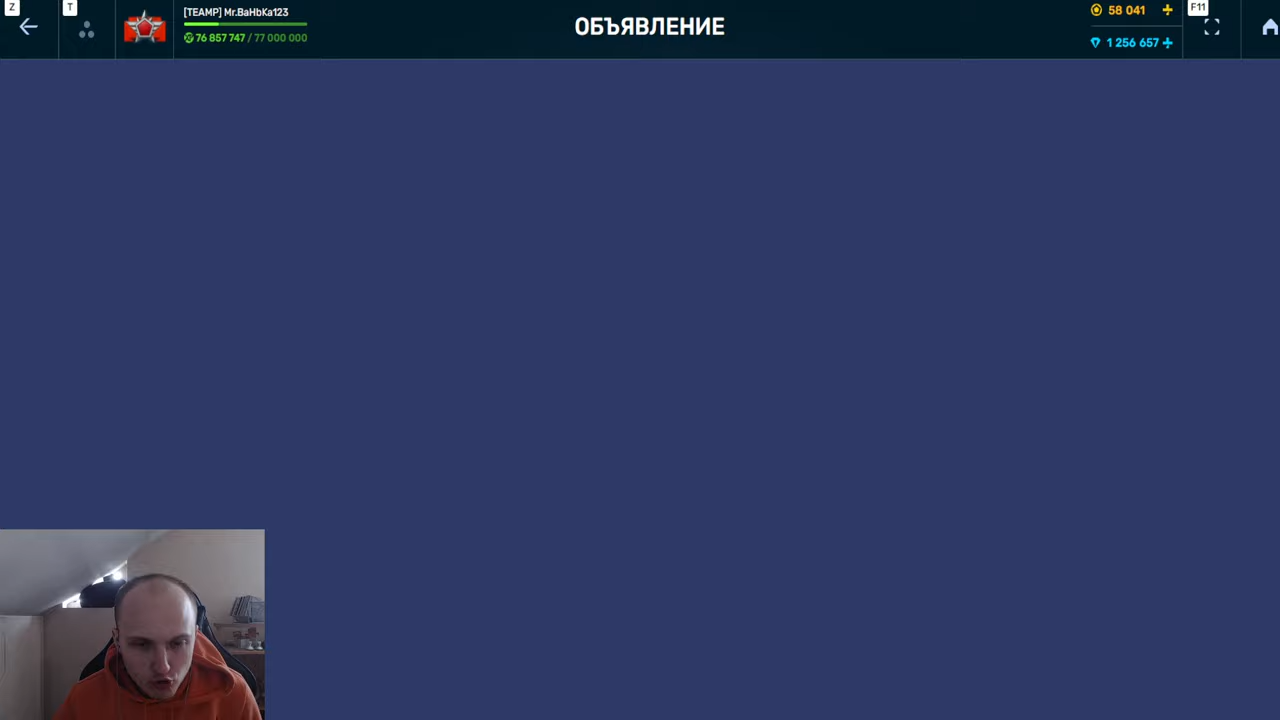 Z
T
[TEAMP] Mr.BaHbKa123
76 857 747 / 77 000 000
ОБЪЯВЛЕНИЕ
58 041
1 256 657
F11